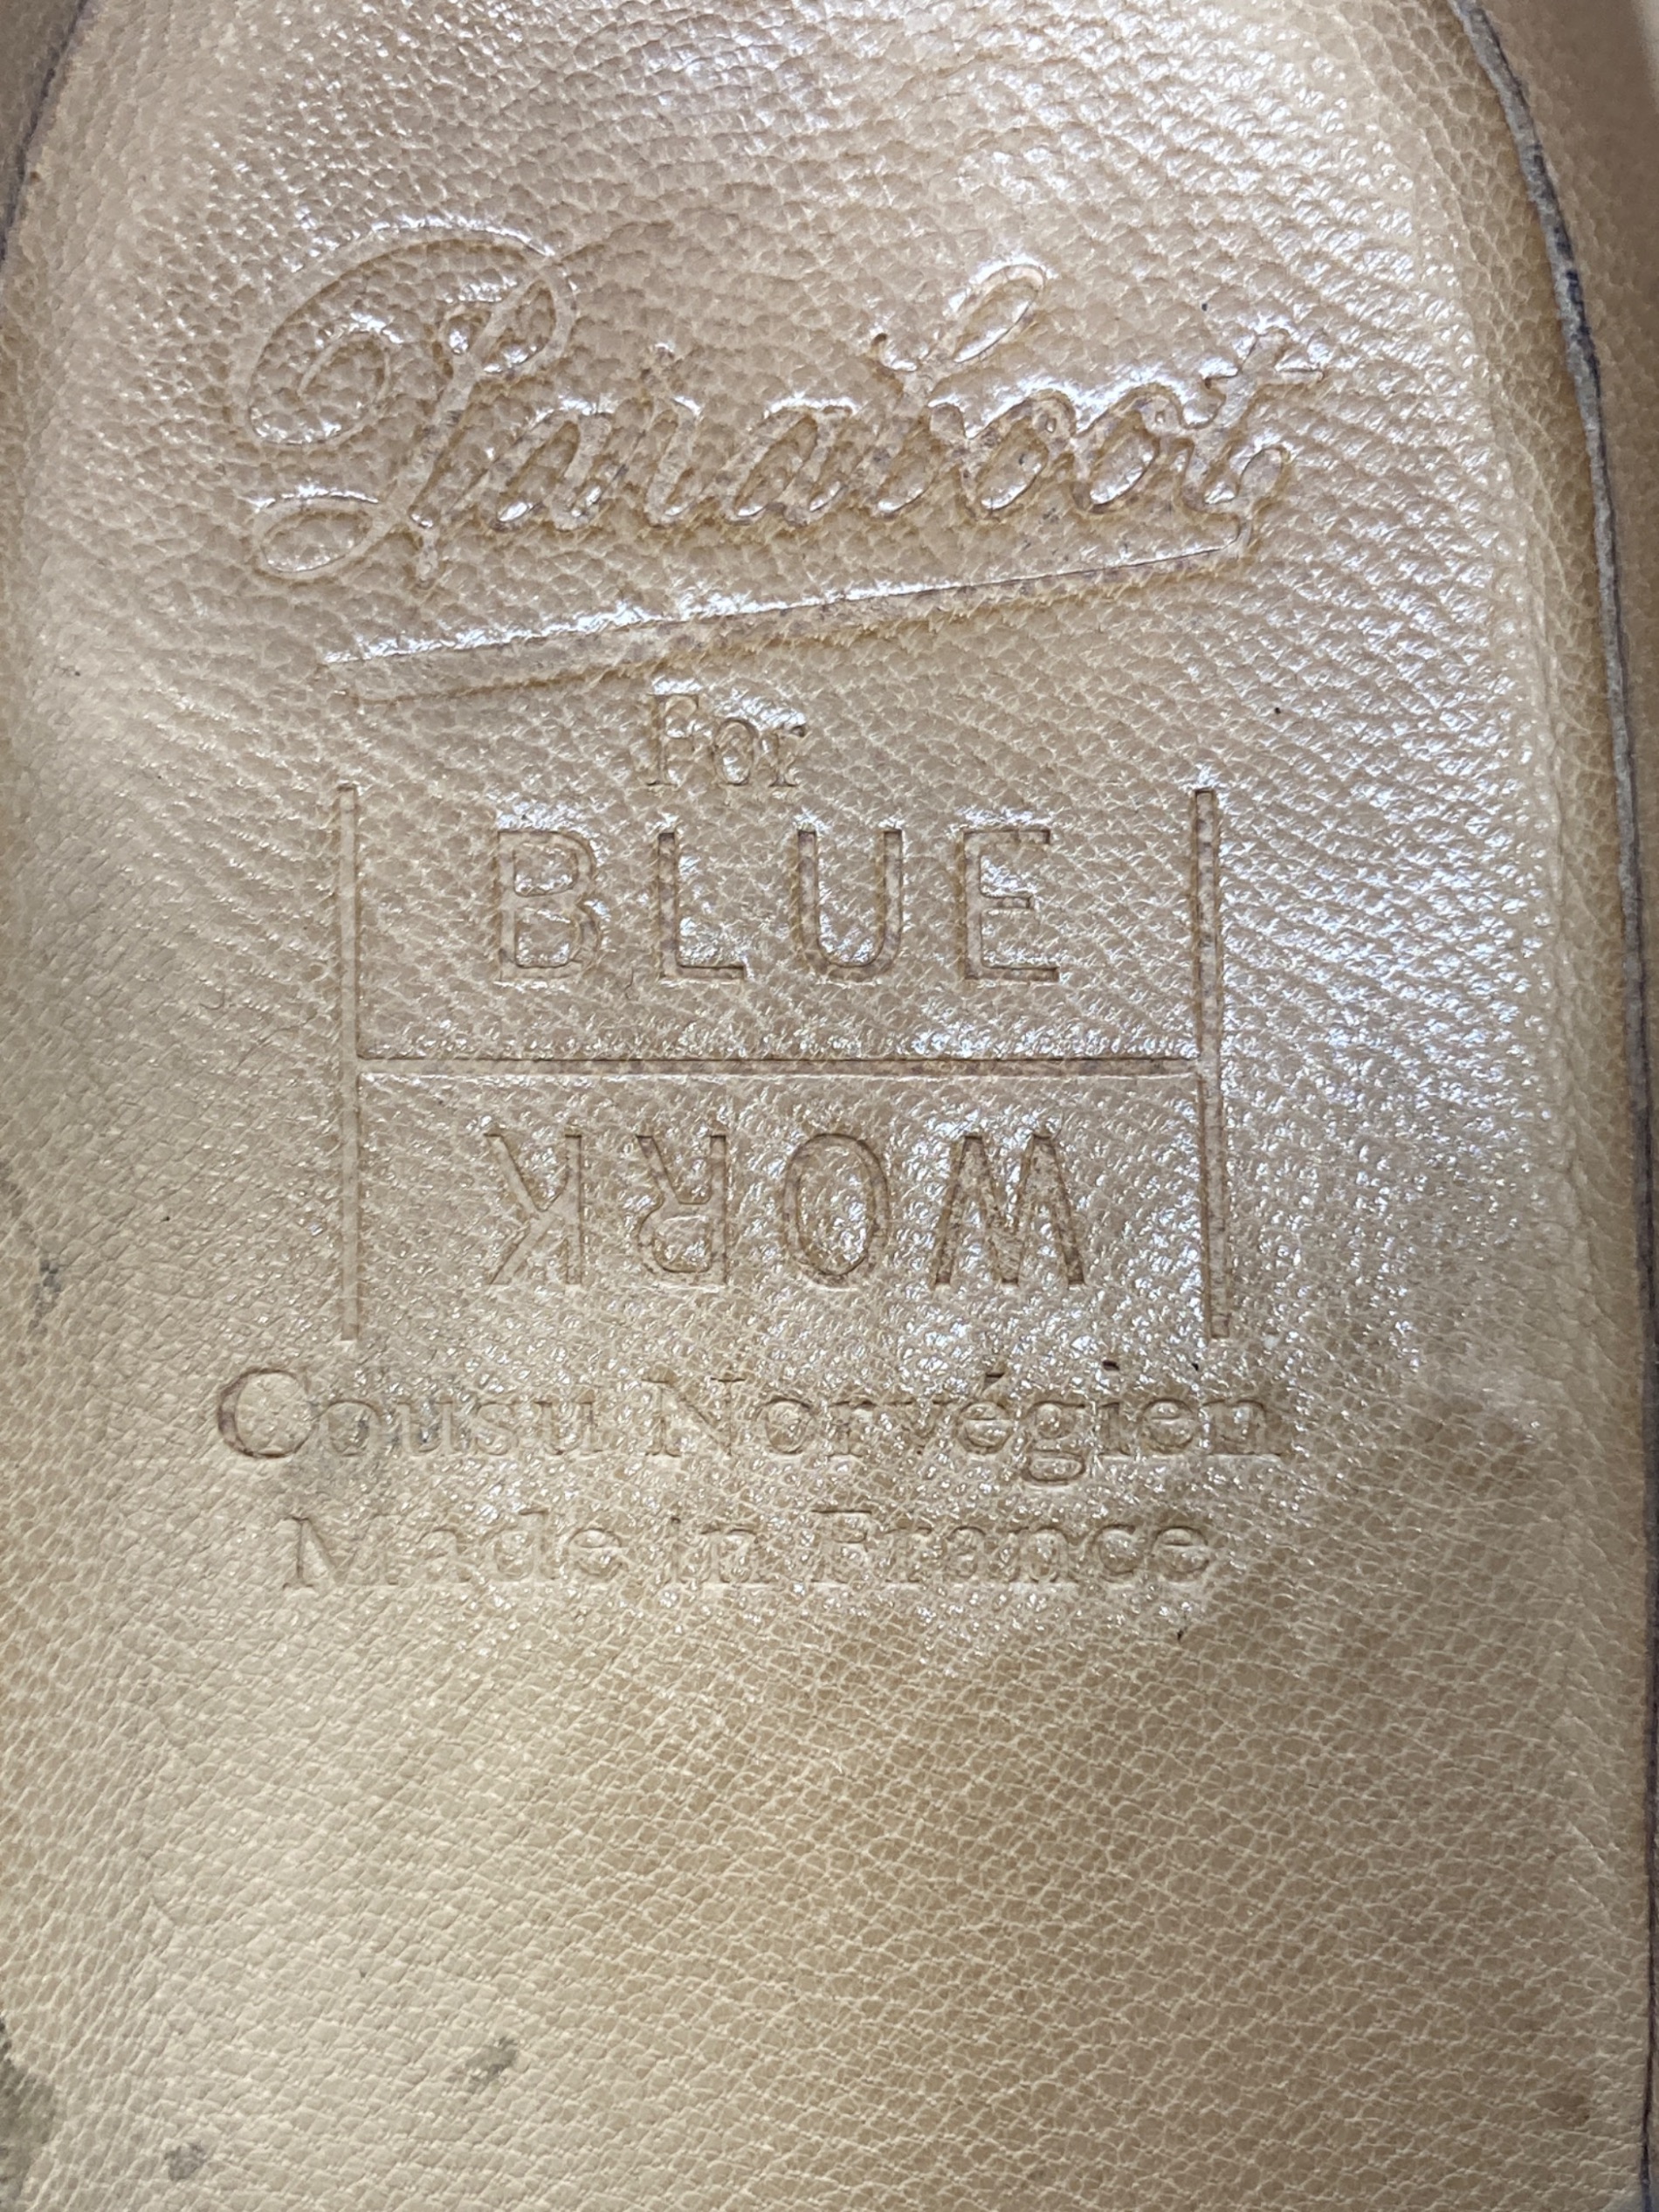 Paraboot
For
BLUE
WORK
Cousu Norvégien
Made in France